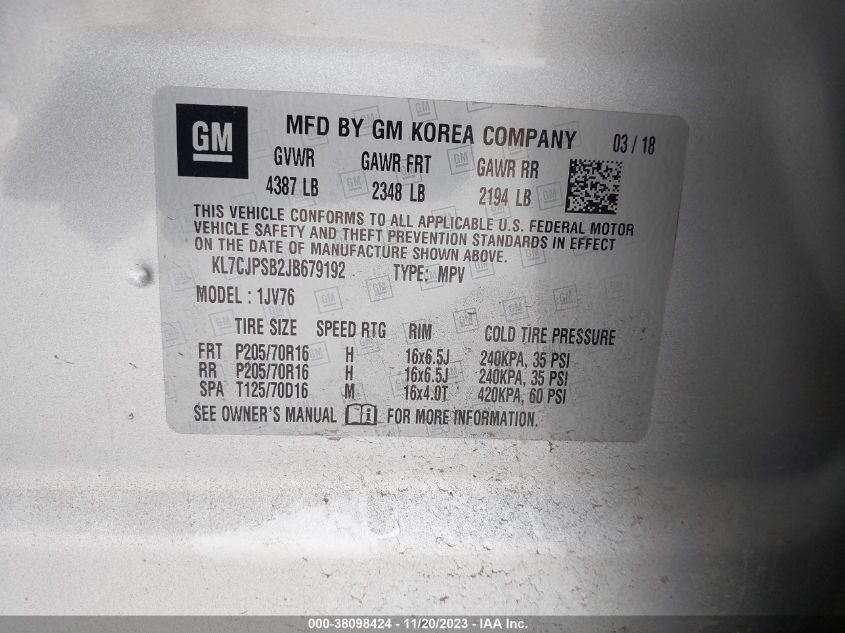 GM
MFD BY GM KOREA COMPANY 03 / 18
GVWR GAWR FRT GAWR RR
4387 LB 2348 LB 2194 LB
THIS VEHICLE CONFORMS TO ALL APPLICABLE U.S. FEDERAL MOTOR
VEHICLE SAFETY AND THEFT PREVENTION STANDARDS IN EFFECT
ON THE DATE OF MANUFACTURE SHOWN ABOVE.
KL7CJPSB2JB679192 TYPE: MPV
MODEL : 1JV76
TIRE SIZE SPEED RTG RIM COLD TIRE PRESSURE
FRT P205/70R16 H 16x6.5J 240KPA, 35 PSI
RR P205/70R16 H 16x6.5J 240KPA, 35 PSI
SPA T125/70D16 M 16x4.0T 420KPA, 60 PSI
SEE OWNER'S MANUAL FOR MORE INFORMATION.
000-38098424 - 11/20/2023 - IAA Inc.